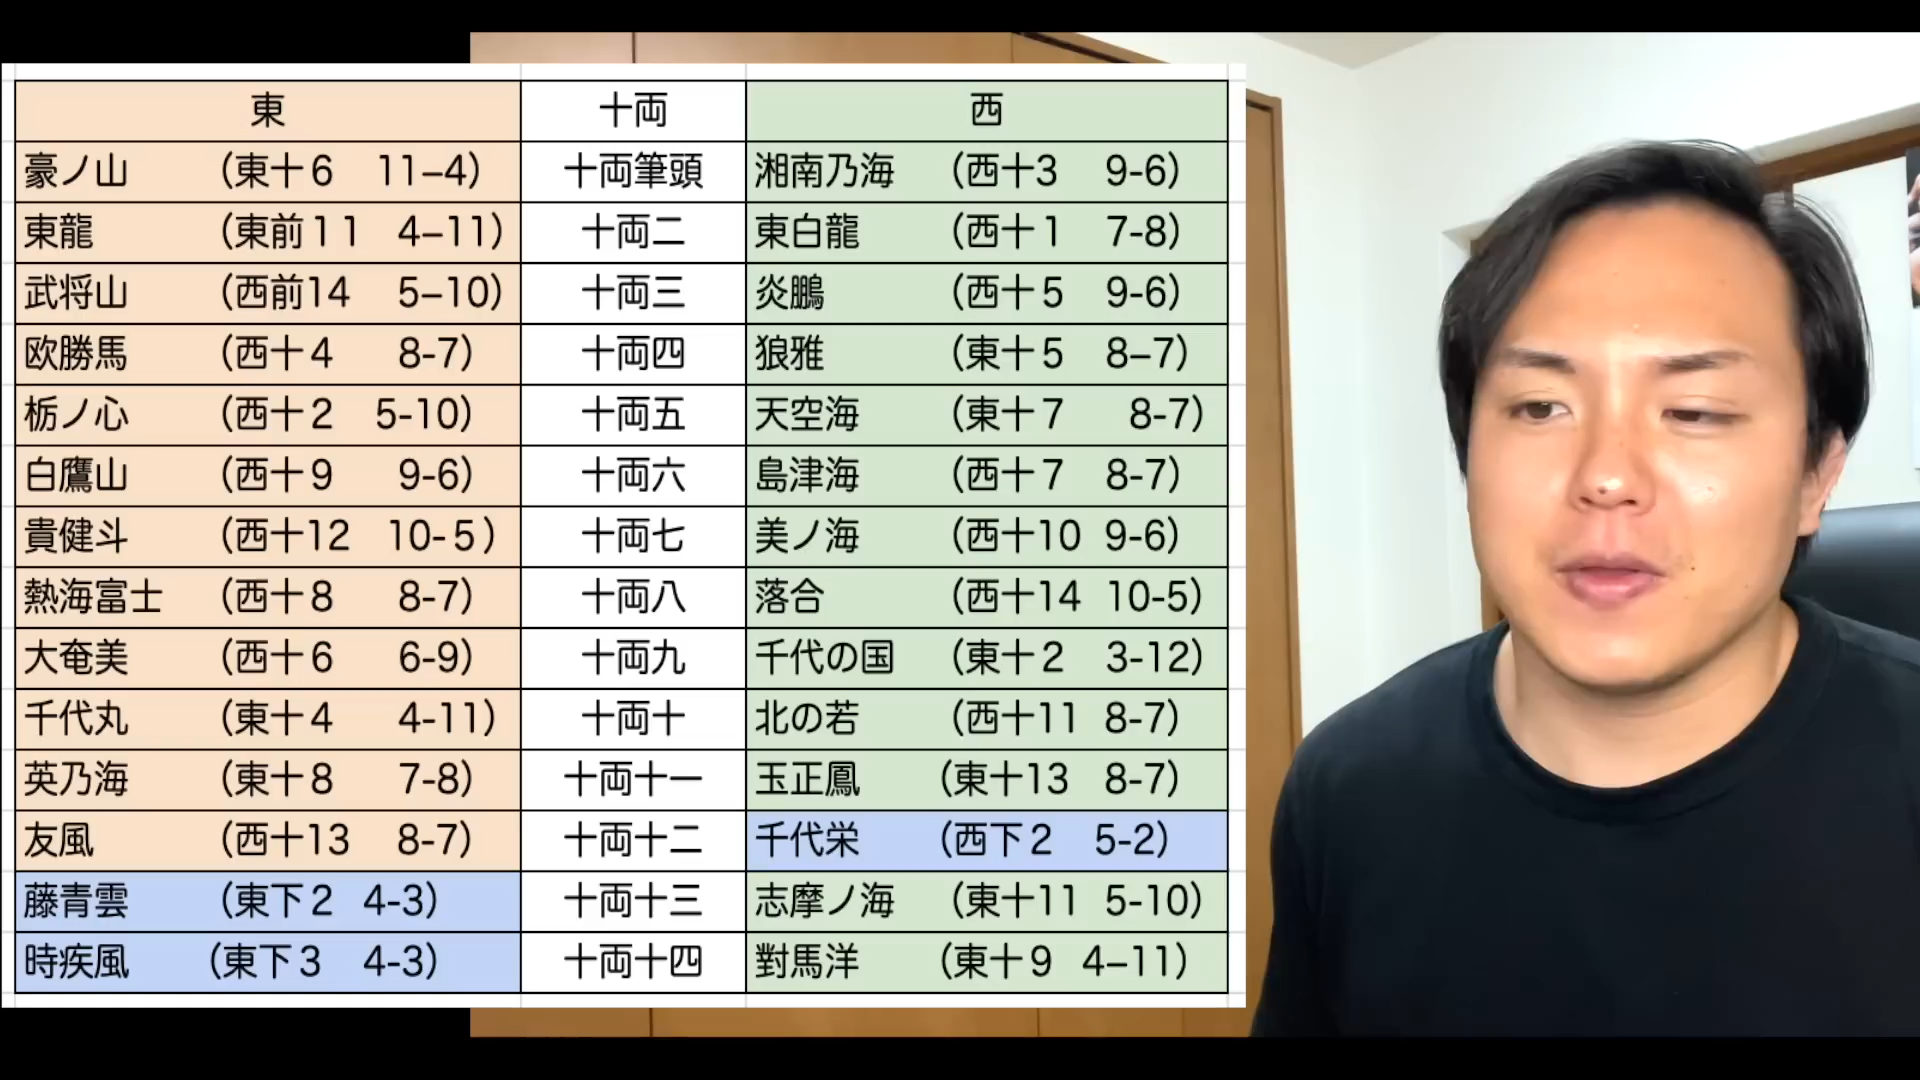 東 十両 西
豪ノ山 （東十６ 11–4） 十両筆頭 湘南乃海 （西十3 9-6）
東龍 （東前１１ 4–11） 十両二 東白龍 （西十１ 7-8）
武将山 （西前14 5–10） 十両三 炎鵬 （西十５ 9-6）
欧勝馬 （西十４ 8-7） 十両四 狼雅 （東十５ 8–7）
栃ノ心 （西十２ 5-10） 十両五 天空海 （東十７ 8-7）
白鷹山 （西十９ 9-6） 十両六 島津海 （西十７ 8-7）
貴健斗 （西十12 10-５） 十両七 美ノ海 （西十10 9-6）
熱海富士 （西十８ 8-7） 十両八 落合 （西十14 10-5）
大奄美 （西十６ 6-9） 十両九 千代の国 （東十２ 3-12）
千代丸 （東十４ 4-11） 十両十 北の若 （西十11 8-7）
英乃海 （東十８ 7-8） 十両十一 玉正鳳 （東十13 8-7）
友風 （西十13 8-7） 十両十二 千代栄 （西下２ 5-2）
藤青雲 （東下２ 4-3） 十両十三 志摩ノ海 （東十11 5-10）
時疾風 （東下３ 4-3） 十両十四 對馬洋 （東十９ 4–11）